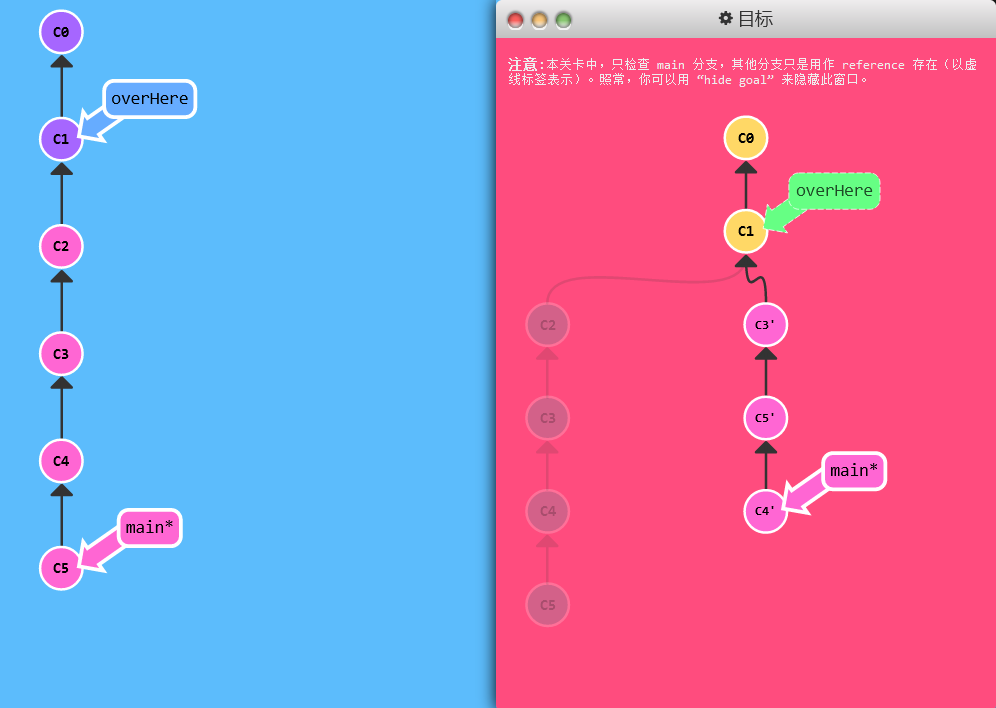 C0
overHere
C1
C2
C3
C4
main*
C5
目标
注意:本关卡中，只检查 main 分支，其他分支只是用作 reference 存在（以虚
线标签表示）。照常，你可以用 “hide goal” 来隐藏此窗口。
C0
overHere
C1
C2
C3'
C3
C5'
main*
C4
C4'
C5